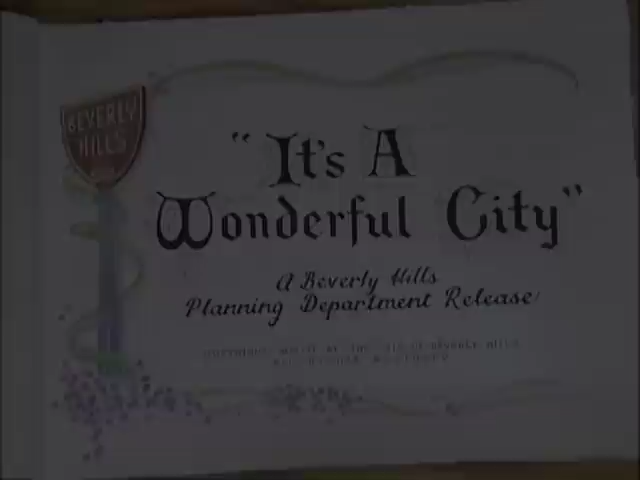 BEVERLY
HILLS
"It's A
Wonderful City"
A Beverly Hills
Planning Department Release